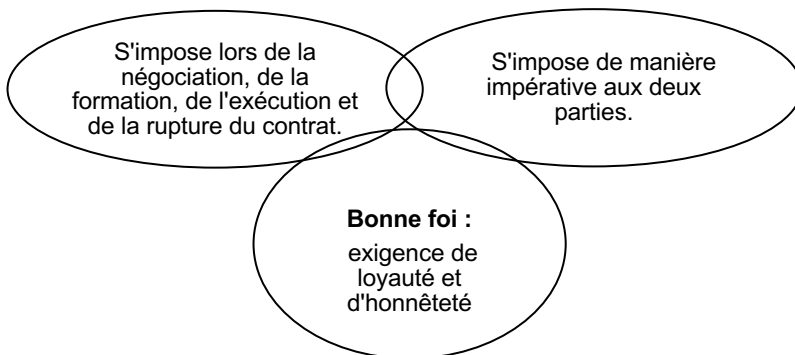 S'impose lors de la
négociation, de la
formation, de l'exécution et
de la rupture du contrat.
S'impose de manière
impérative aux deux
parties.
Bonne foi :
exigence de
loyauté et
d'honnêteté